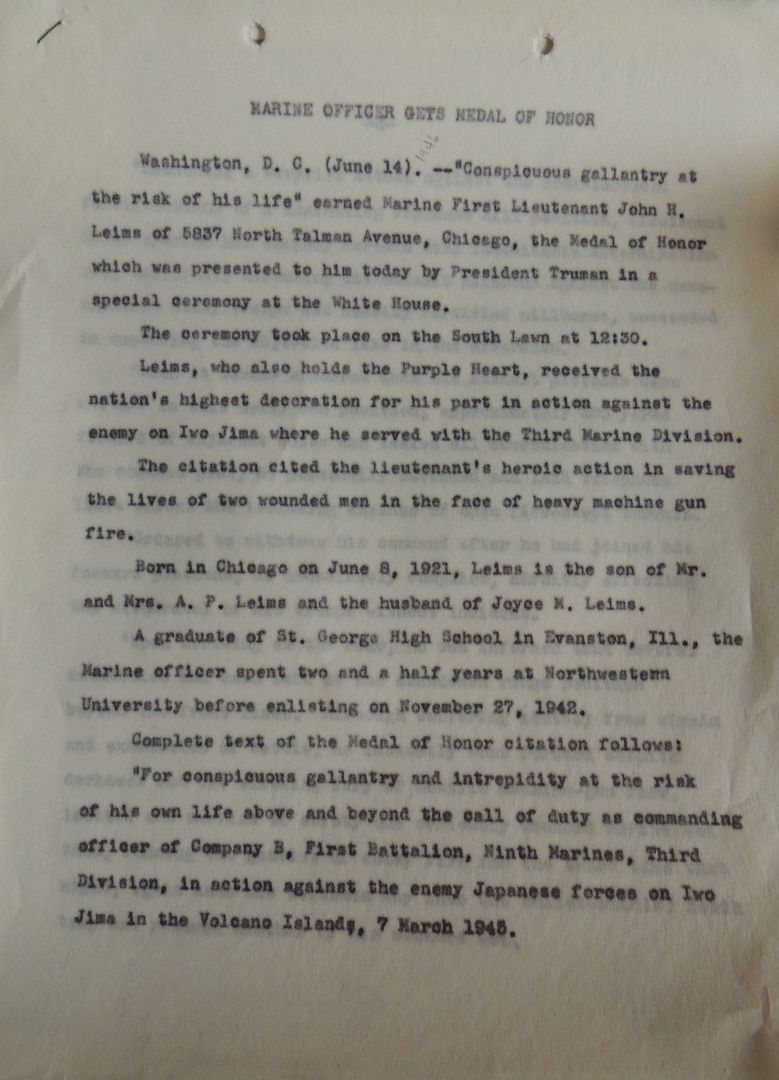 MARINE OFFICER GETS MEDAL OF HONOR
1946
Washington, D. C. (June 14). --"Conspicuous gallantry at
the risk of his life" earned Marine First Lieutenant John H.
Leims of 5837 North Talman Avenue, Chicago, the Medal of Honor
which was presented to him today by President Truman in a
special ceremony at the White House.
The ceremony took place on the South Lawn at 12:30.
Leims, who also holds the Purple Heart, received the
nation's highest decoration for his part in action against the
enemy on Iwo Jima where he served with the Third Marine Division.
The citation cited the lieutenant's heroic action in saving
the lives of two wounded men in the face of heavy machine gun
fire.
Born in Chicago on June 8, 1921, Leims is the son of Mr.
and Mrs. A. P. Leims and the husband of Joyce M. Leims.
A graduate of St. George High School in Evanston, Ill., the
Marine officer spent two and a half years at Northwestern
University before enlisting on November 27, 1942.
Complete text of the Medal of Honor citation follows:
"For conspicuous gallantry and intrepidity at the risk
of his own life above and beyond the call of duty as commanding
officer of Company B, First Battalion, Ninth Marines, Third
Division, in action against the enemy Japanese forces on Iwo
Jima in the Volcano Islands, 7 March 1945.